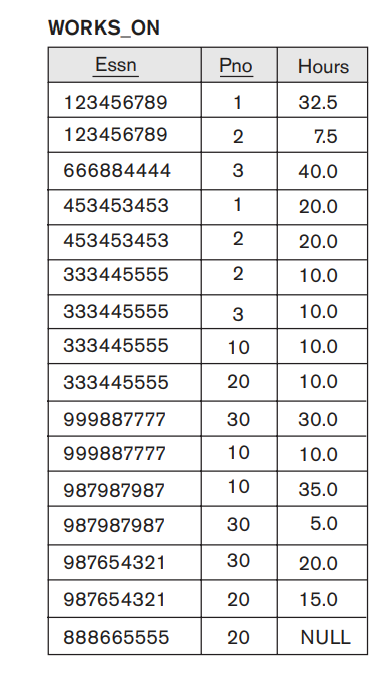 WORKS_ON
Essn Pno Hours
123456789 1 32.5
123456789 2 7.5
666884444 3 40.0
453453453 1 20.0
453453453 2 20.0
333445555 2 10.0
333445555 3 10.0
333445555 10 10.0
333445555 20 10.0
999887777 30 30.0
999887777 10 10.0
987987987 10 35.0
987987987 30 5.0
987654321 30 20.0
987654321 20 15.0
888665555 20 NULL